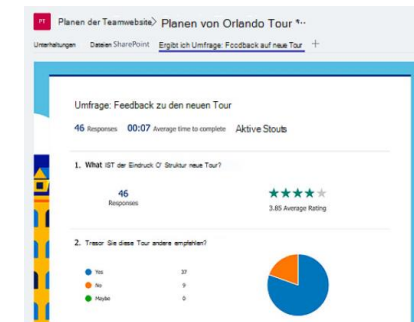 PT Planen der Teamwebsite> Planen von Orlando Tour
Unterhaltungen Dateien SharePoint Ergibt ich Umfrage: Feedback auf neue Tour +
Umfrage: Feedback zu den neuen Tour
46 Responses 00:07 Average time to complete Aktive Stouts
1. What IST der Eindruck O' Struktur neue Tour?
46
Responses
3.85 Average Rating
2. Tresor Sie diese Tour andere empfehlen?
Yes 37
No 9
Maybe 0